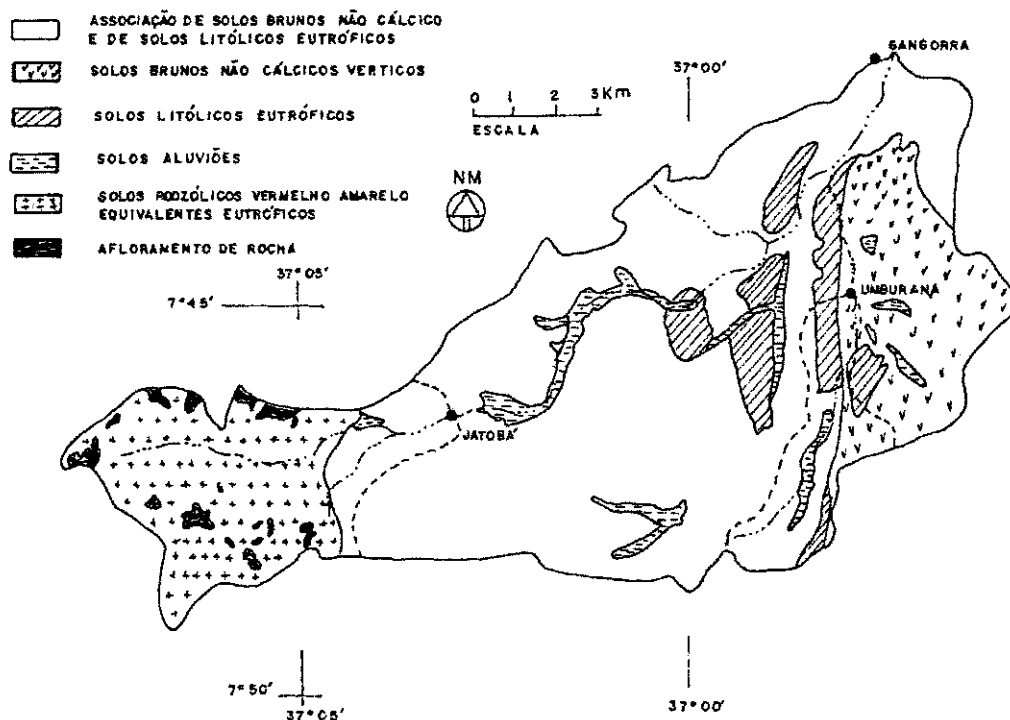 ASSOCIAÇÃO DE SOLOS BRUNOS NÃO CÁLCICO
E DE SOLOS LITÓLICOS EUTRÓFICOS
SOLOS BRUNOS NÃO CÁLCICOS VERTICOS
SOLOS LITÓLICOS EUTRÓFICOS
SOLOS ALUVIÕES
SOLOS PODZÓLICOS VERMELHO AMARELO
EQUIVALENTES EUTRÓFICOS
AFLORAMENTO DE ROCHA
0 1 2 3Km
ESCALA
NM
37°00'
GANGORRA
37°05'
7°45'
UMBURANA
JATOBÁ
7°50'
37°05'
37°00'